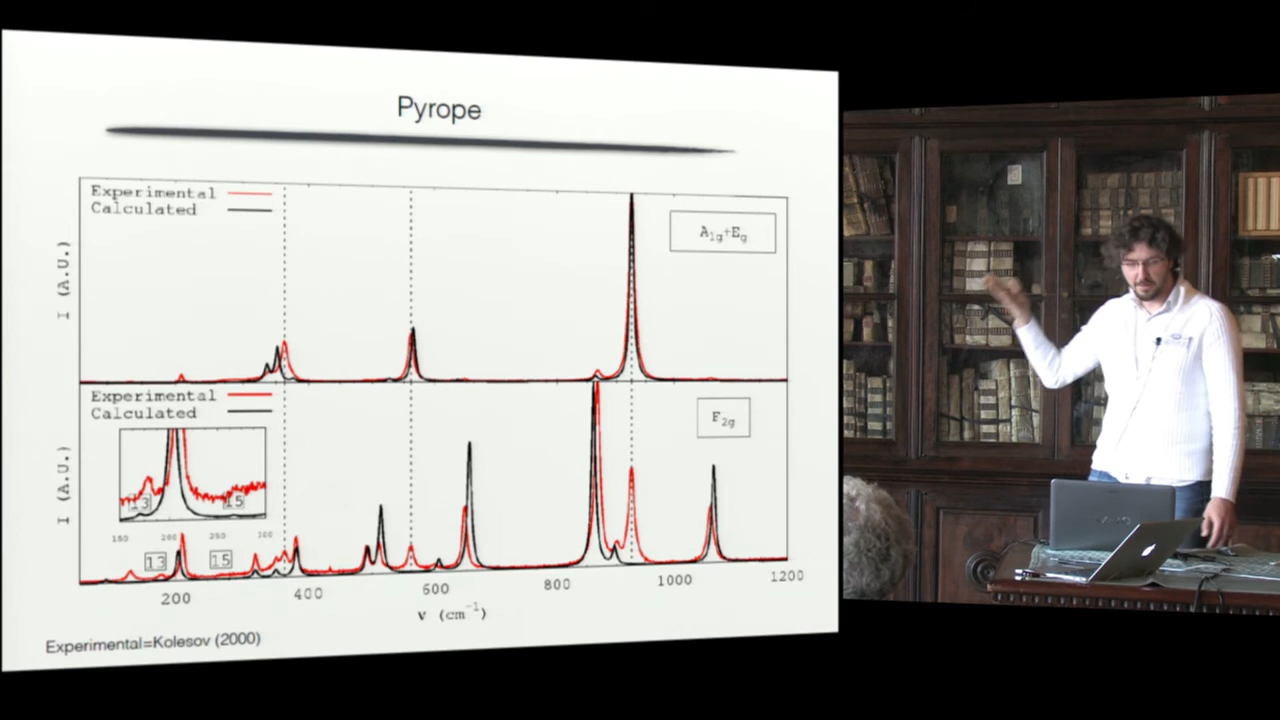 Pyrope
Experimental
Calculated
A1g+Eg
I (A.U.)
Experimental
Calculated
F2g
I (A.U.)
13
15
150 200 250 300
13
15
200 400 600 800 1000 1200
ν (cm⁻¹)
Experimental=Kolesov (2000)
VAIO